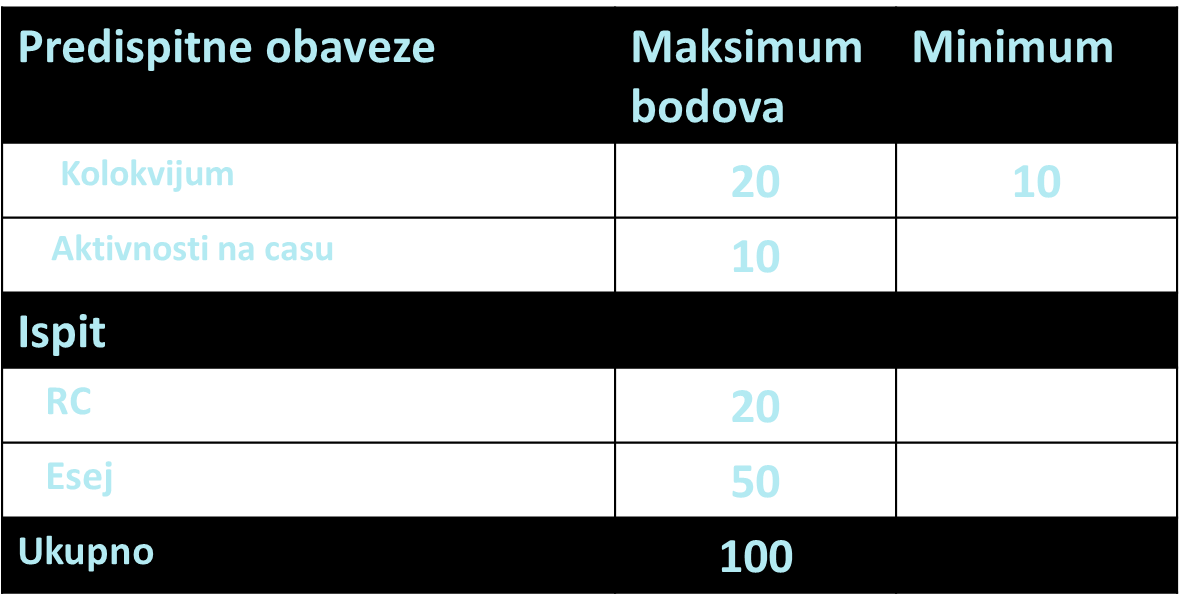 Predispitne obaveze Maksimum bodova Minimum
Kolokvijum 20 10
Aktivnosti na casu 10
Ispit
RC 20
Esej 50
Ukupno 100